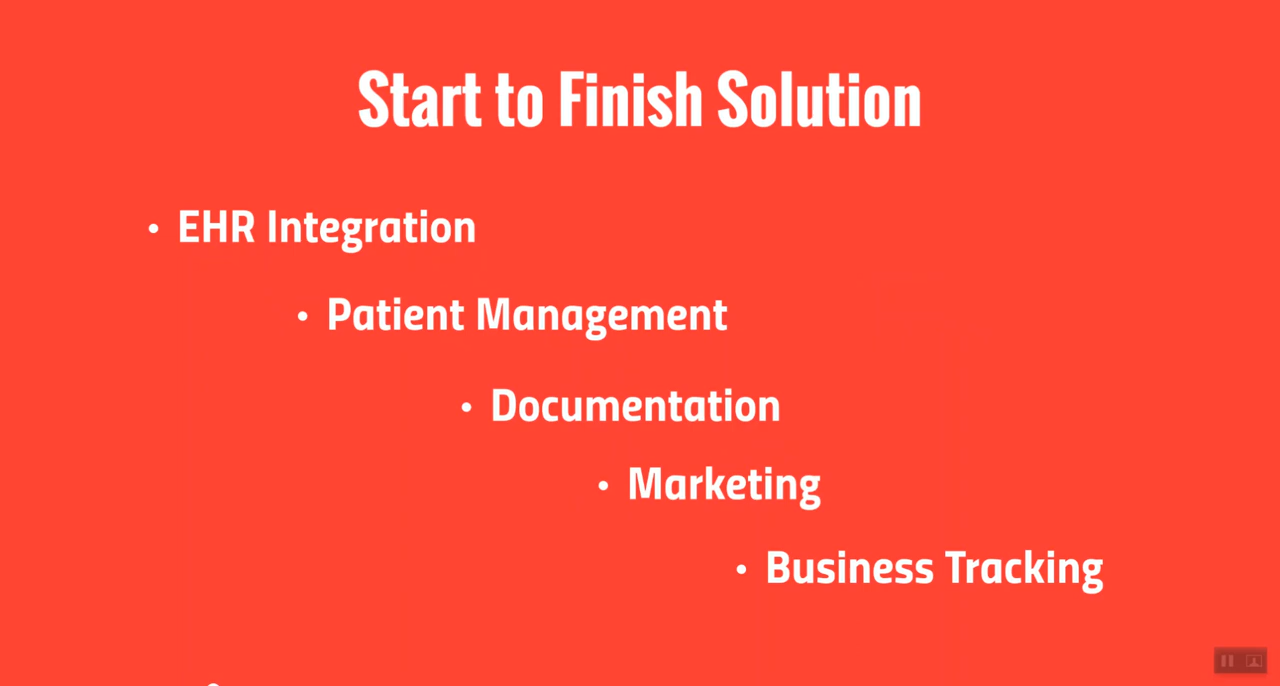 Start to Finish Solution
• EHR Integration
• Patient Management
• Documentation
• Marketing
• Business Tracking